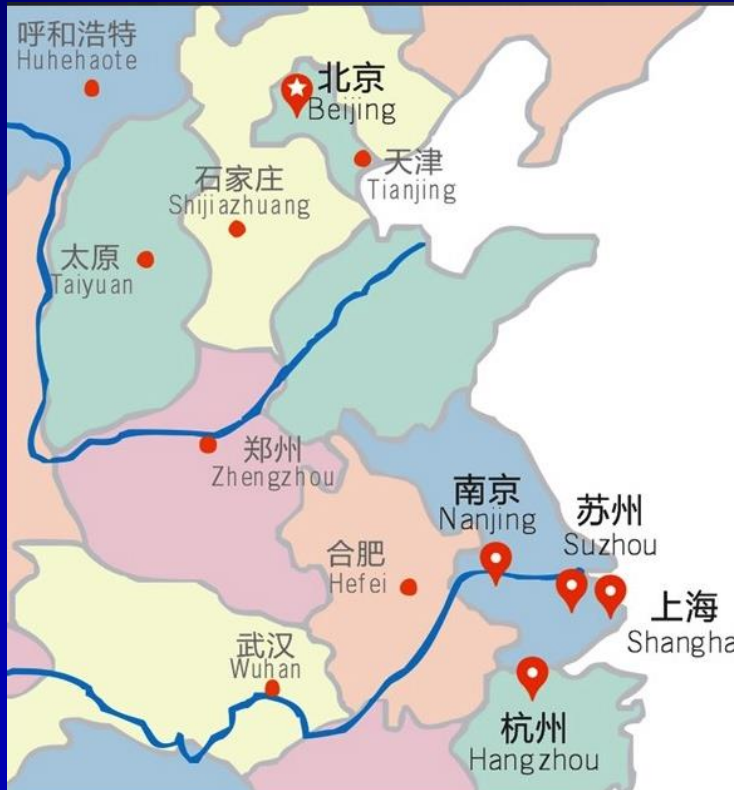 呼和浩特
Huhehaote
北京
Beijing
天津
Tianjing
石家庄
Shijiazhuang
太原
Taiyuan
郑州
Zhengzhou
南京
Nanjing
苏州
Suzhou
合肥
Hefei
上海
Shangha
武汉
Wuhan
杭州
Hangzhou